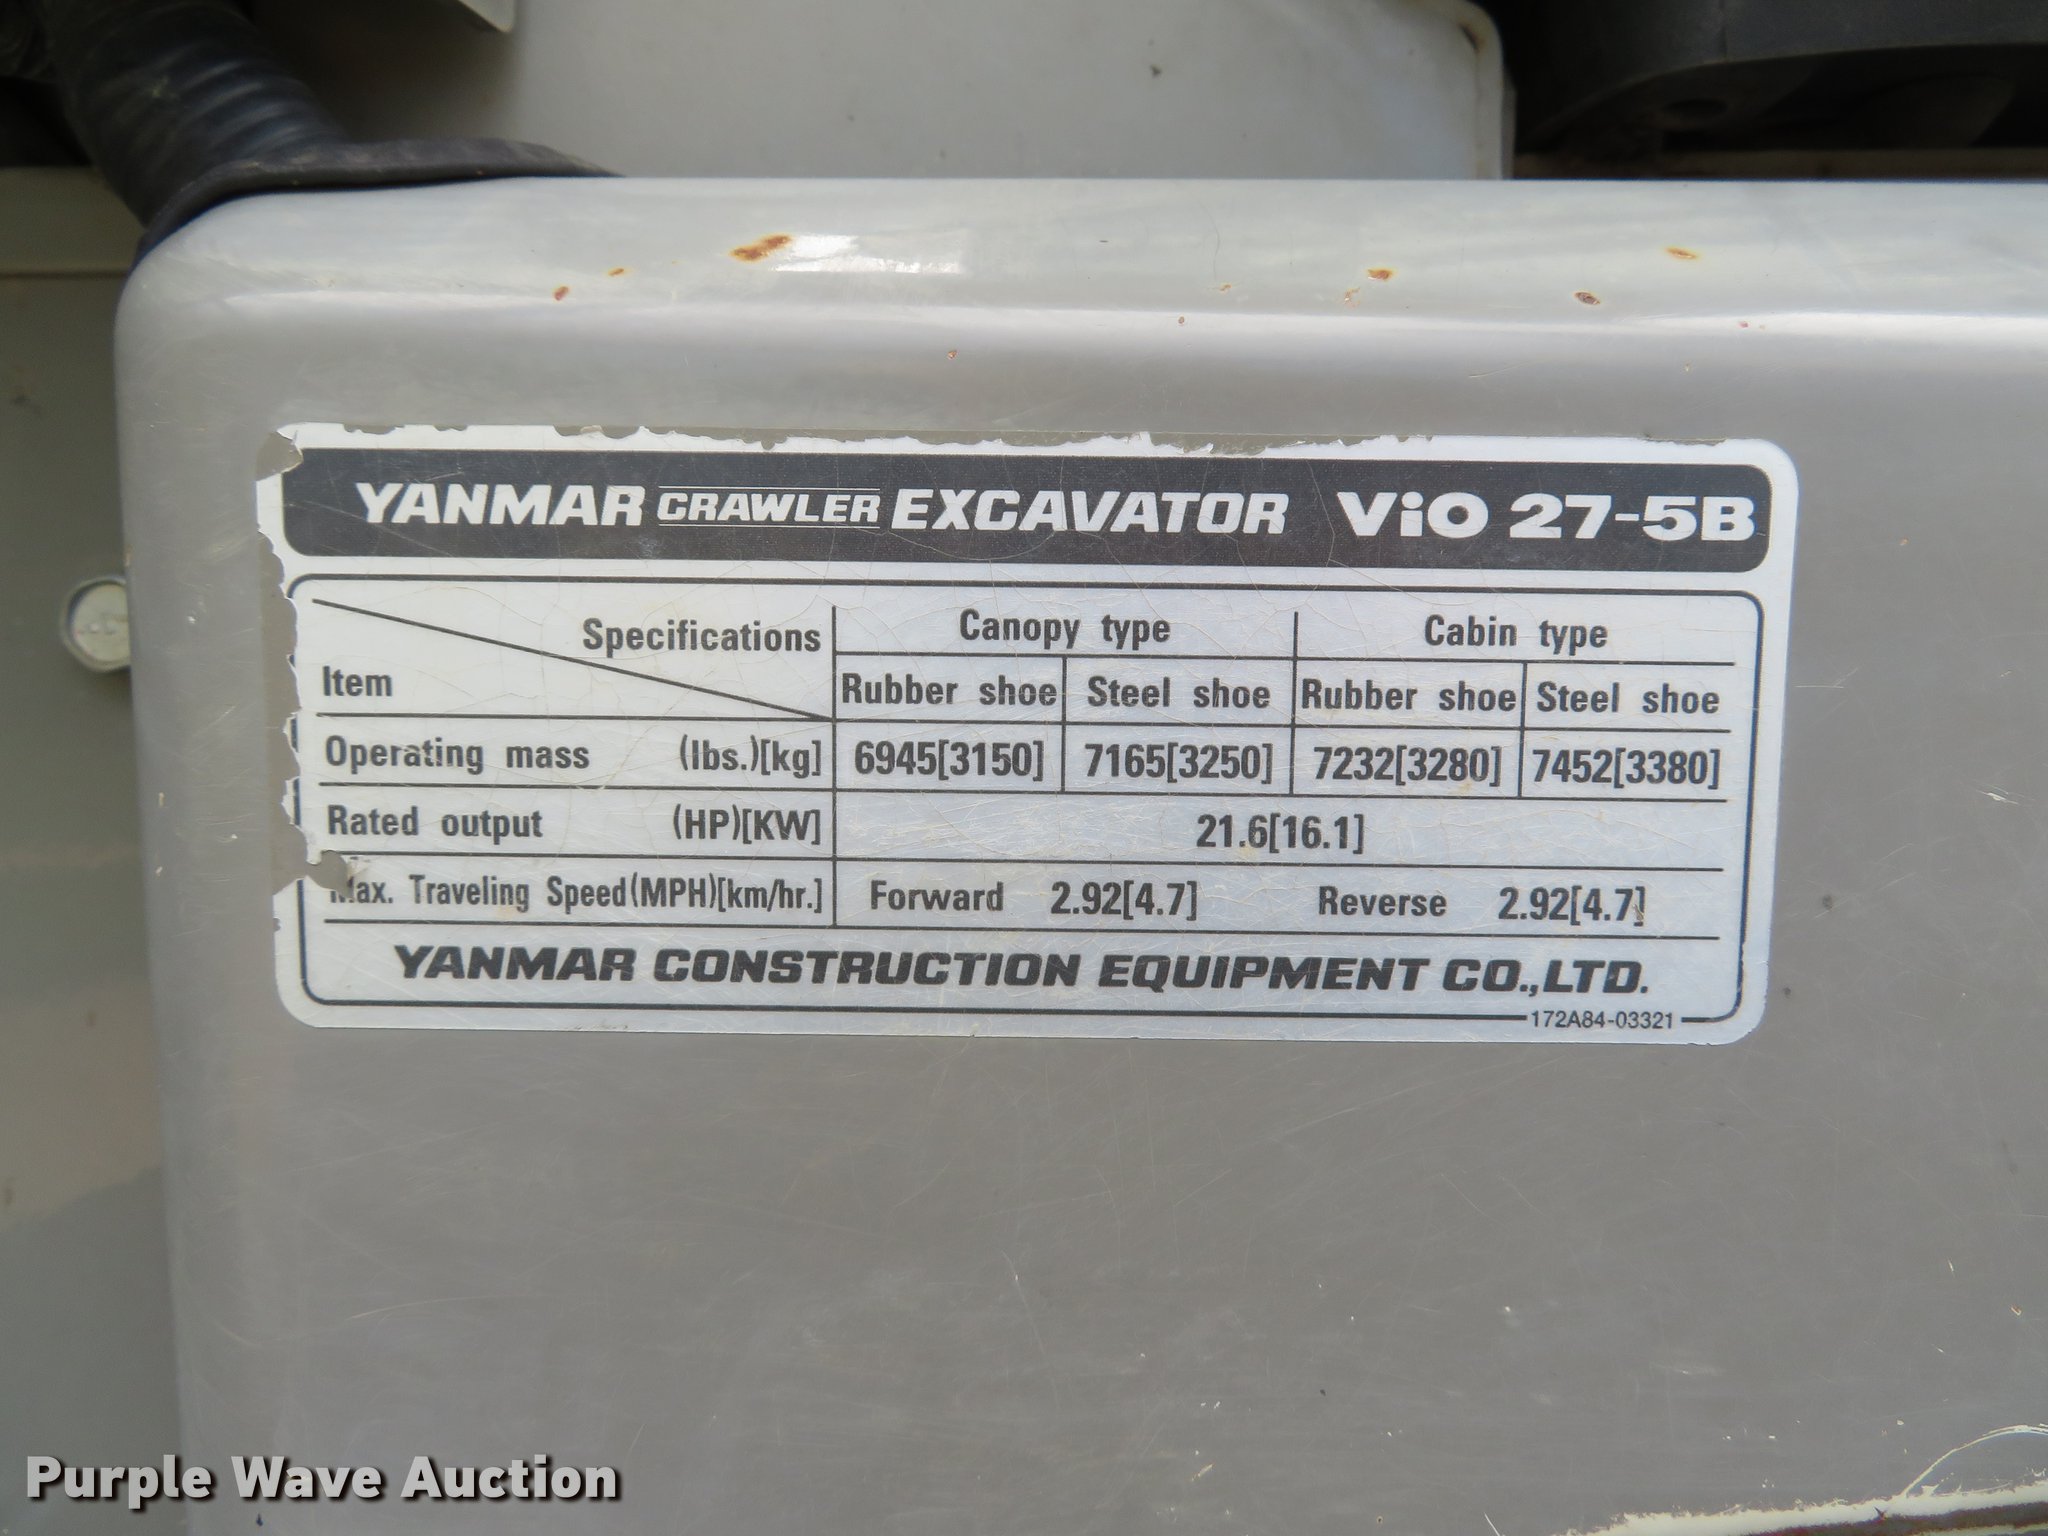 YANMAR CRAWLER EXCAVATOR ViO 27-5B
Specifications Canopy type Cabin type
Item Rubber shoe Steel shoe Rubber shoe Steel shoe
Operating mass (lbs.)[kg] 6945[3150] 7165[3250] 7232[3280] 7452[3380]
Rated output (HP)[KW] 21.6[16.1]
Max. Traveling Speed(MPH)[km/hr.] Forward 2.92[4.7] Reverse 2.92[4.7]
YANMAR CONSTRUCTION EQUIPMENT CO.,LTD.
172A84-03321
Purple Wave Auction